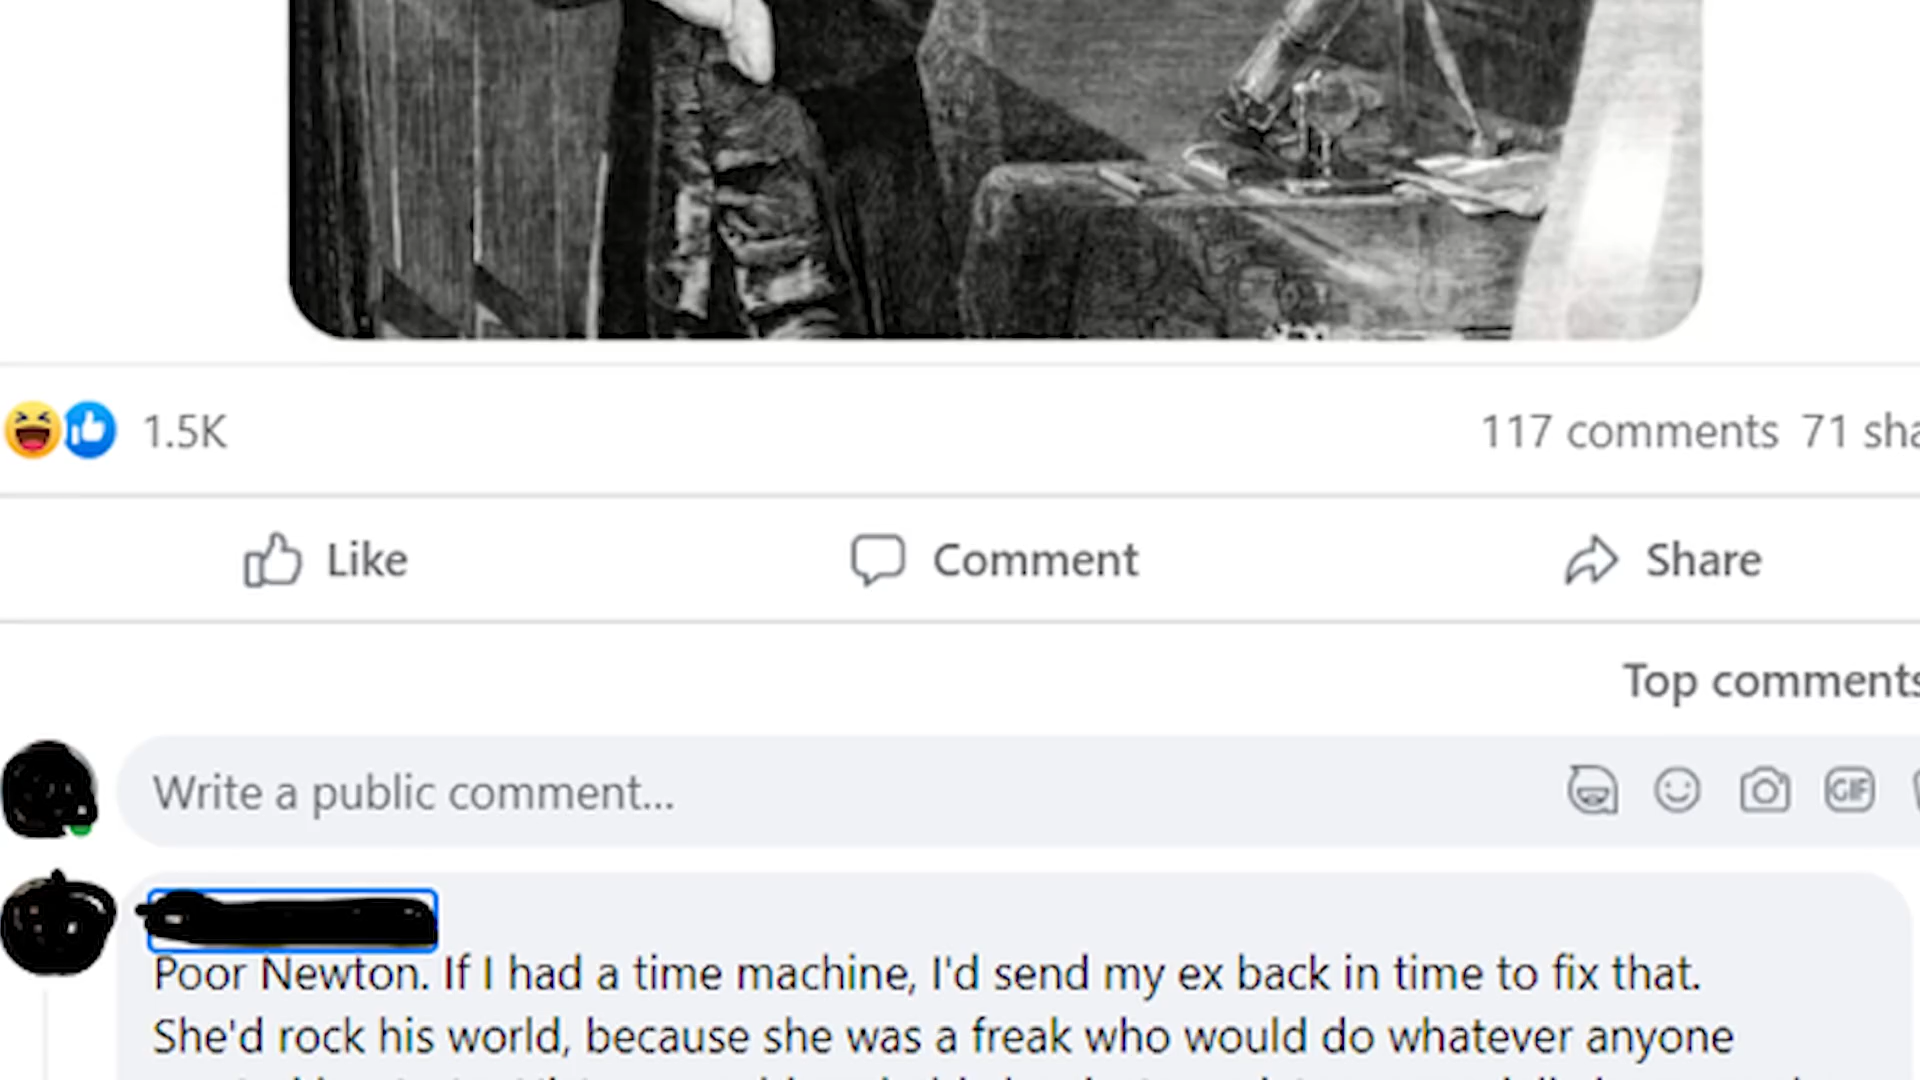 1.5K
117 comments 71
Like
Comment
Share
Top comments
Write a public comment...
GIF
Poor Newton. If I had a time machine, I'd send my ex back in time to fix that.
She'd rock his world, because she was a freak who would do whatever anyone